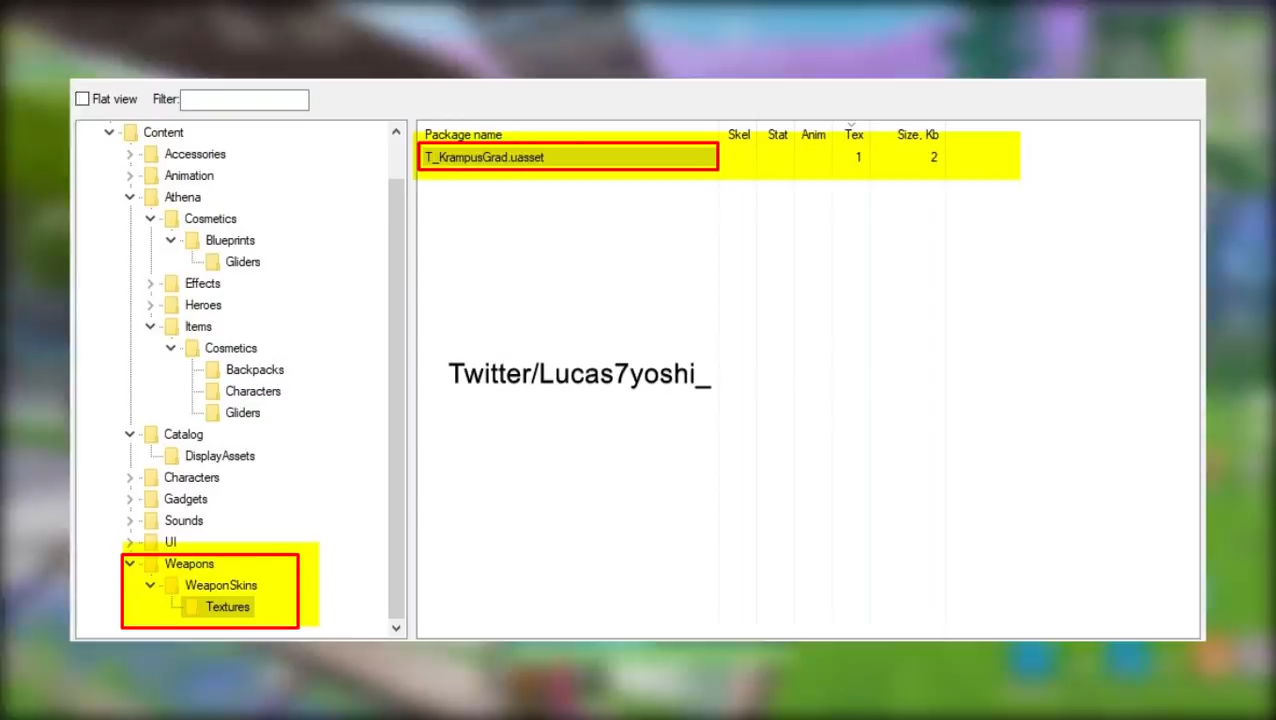 Flat view Filter:
Content
Accessories
Animation
Athena
Cosmetics
Blueprints
Gliders
Effects
Heroes
Items
Cosmetics
Backpacks
Characters
Gliders
Catalog
DisplayAssets
Characters
Gadgets
Sounds
UI
Weapons
WeaponSkins
Textures
Package name Skel Stat Anim Tex Size, Kb
T_KrampusGrad.uasset 1 2
Twitter/Lucas7yoshi_